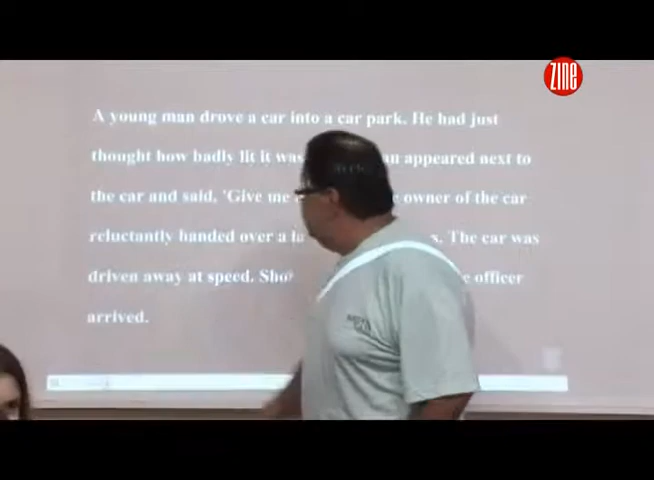 ZINE
A young man drove a car into a car park. He had just
thought how badly lit it was an appeared next to
the car and said, 'Give me owner of the car
reluctantly handed over a s. The car was
driven away at speed. officer
arrived.